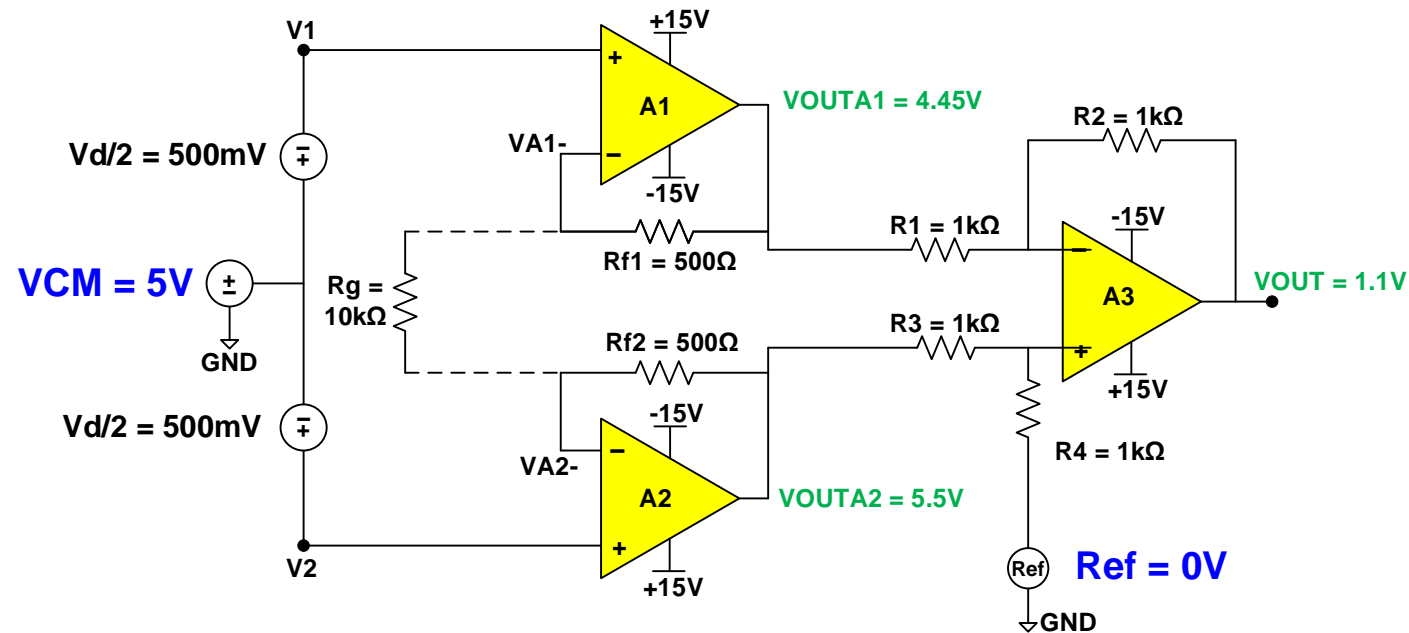 V1
+15V
+
A1
VOUTA1 = 4.45V
R2 = 1kΩ
Vd/2 = 500mV
VA1-
-15V
Rf1 = 500Ω
R1 = 1kΩ
-15V
VCM = 5V
GND
Rg =
10kΩ
A3
VOUT = 1.1V
Rf2 = 500Ω
R3 = 1kΩ
+
+15V
Vd/2 = 500mV
-15V
VA2-
A2
R4 = 1kΩ
VOUTA2 = 5.5V
+
V2
+15V
Ref
Ref = 0V
GND